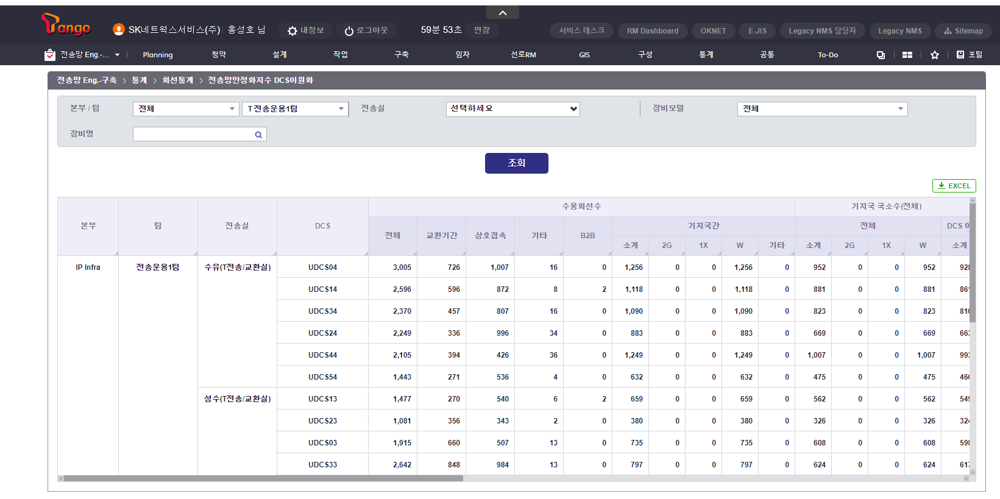 Tango
SK네트웍스서비스(주) 홍성호 님 내정보 로그아웃 59분 53초 연장 서비스 데스크 RM Dashboard OKNET E-JIS Legacy NMS 담당자 Legacy NMS Sitemap
전송망 Eng.-... Planning 청약 설계 작업 구축 임차 선로RM GIS 구성 통계 공통 To-Do 포털
전송망 Eng.-구축 > 통계 > 회선통계 > 전송망안정화지수 DCS이원화
본부 / 팀 전체 T전송운용1팀 전송실 선택하세요 장비모델 전체
장비명
조회
EXCEL
본부 팀 전송실 DCS 수용회선수 기지국 국소수(전체)
전체 교환기간 상호접속 기타 B2B 기지국간 전체 DCS
소계 2G 1X W 기타 소계 2G 1X W 소계
IP Infra 전송운용1팀 수유(T전송/교환실) UDCS04 3,005 726 1,007 16 0 1,256 0 0 1,256 0 952 0 0 952 928
UDCS14 2,596 596 872 8 2 1,118 0 0 1,118 0 881 0 0 881 861
UDCS34 2,370 457 807 16 0 1,090 0 0 1,090 0 823 0 0 823 810
UDCS24 2,249 336 996 34 0 883 0 0 883 0 669 0 0 669 663
UDCS44 2,105 394 426 36 0 1,249 0 0 1,249 0 1,007 0 0 1,007 993
UDCS54 1,443 271 536 4 0 632 0 0 632 0 475 0 0 475 466
성수(T전송/교환실) UDCS13 1,477 270 540 6 2 659 0 0 659 0 562 0 0 562 549
UDCS23 1,081 356 343 2 0 380 0 0 380 0 326 0 0 326 324
UDCS03 1,915 660 507 13 0 735 0 0 735 0 608 0 0 608 598
UDCS33 2,642 848 984 13 0 797 0 0 797 0 624 0 0 624 617